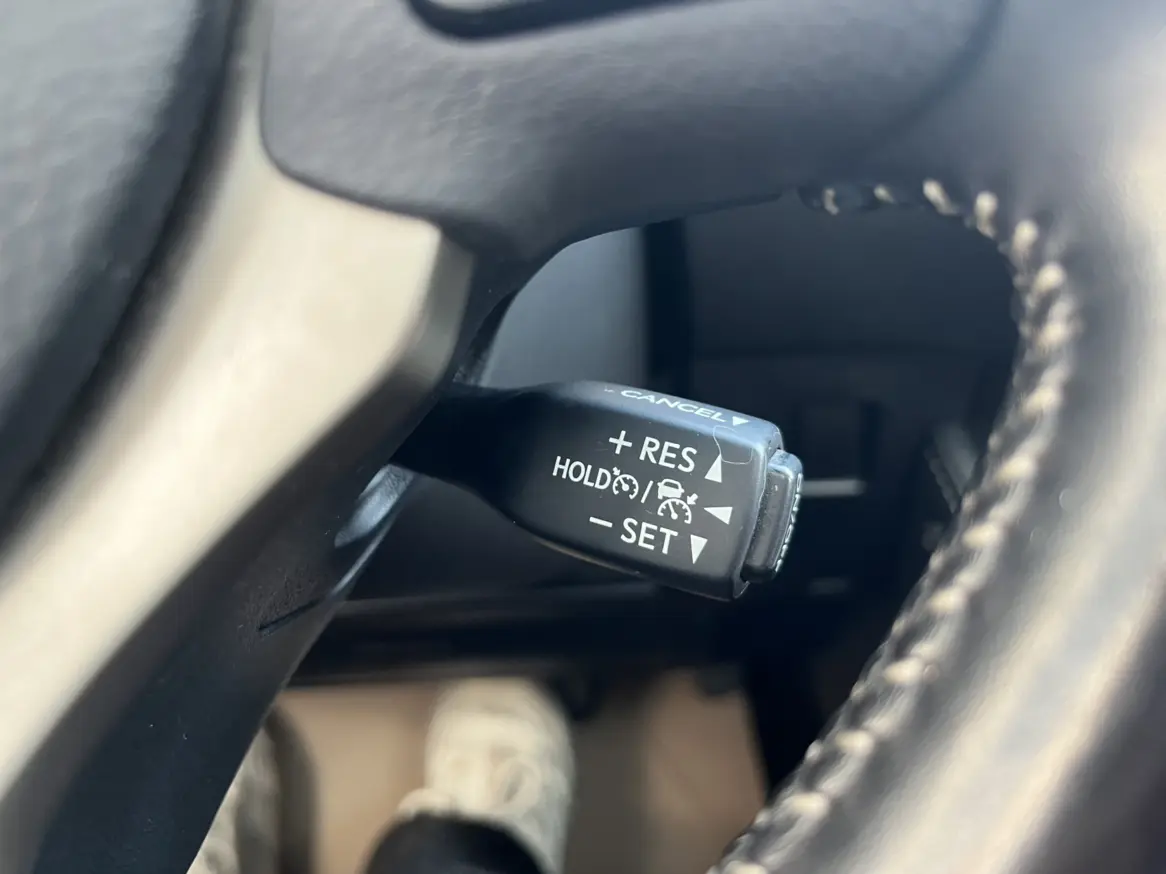 CANCEL▼
+ RES ▲
HOLD / ◀
− SET ▼